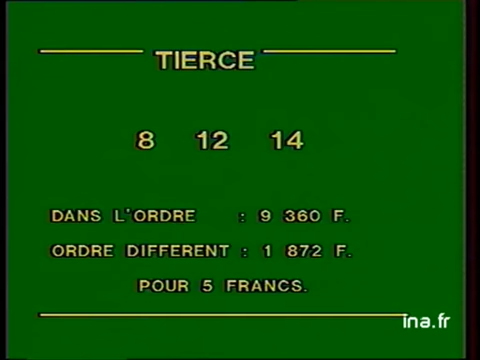 TIERCE
8 12 14
DANS L'ORDRE : 9 360 F.
ORDRE DIFFERENT : 1 872 F.
POUR 5 FRANCS.
ina.fr